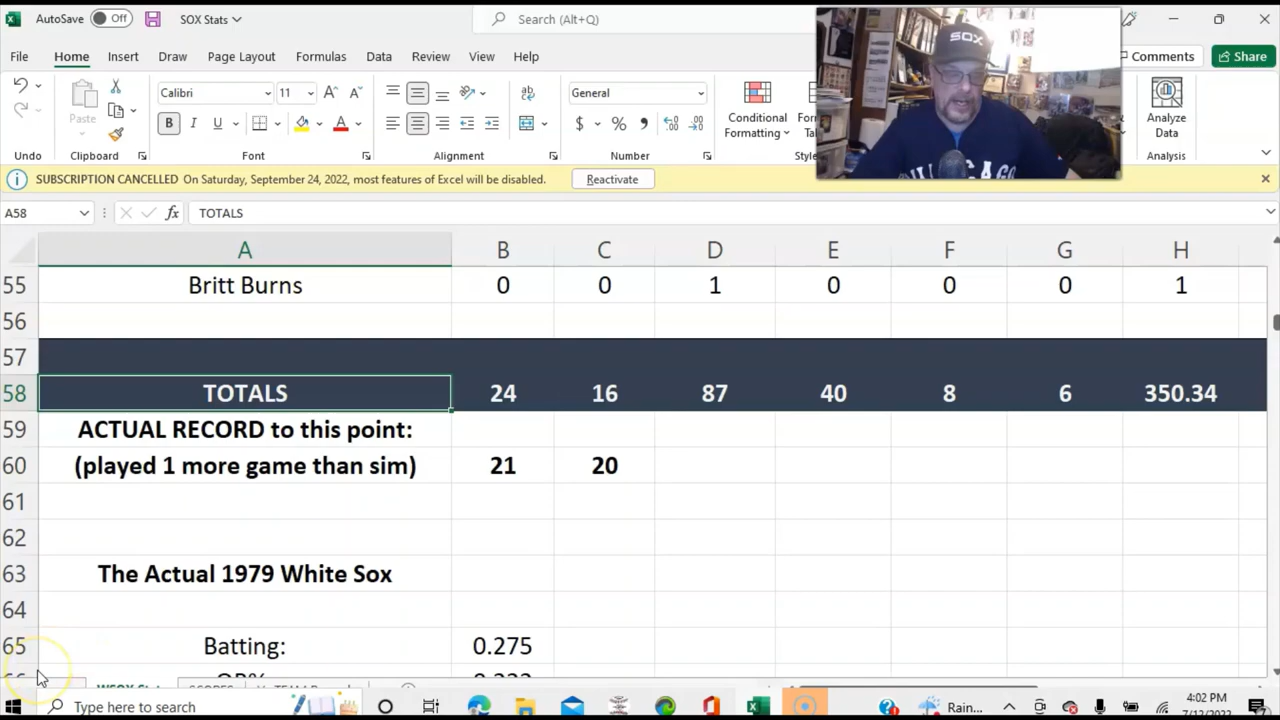 AutoSave Off SOX Stats Search (Alt+Q)
File Home Insert Draw Page Layout Formulas Data Review View Help Comments Share
Calibri 11 General
Paste Conditional Formatting Analyze Data
Undo Clipboard Font Alignment Number Analysis
SUBSCRIPTION CANCELLED On Saturday, September 24, 2022, most features of Excel will be disabled. Reactivate
A58 fx TOTALS
A B C D E F G H
55 Britt Burns 0 0 1 0 0 0 1
56
57
58 TOTALS 24 16 87 40 8 6 350.34
59 ACTUAL RECORD to this point:
60 (played 1 more game than sim) 21 20
61
62
63 The Actual 1979 White Sox
64
65 Batting: 0.275
Type here to search Rain... 4:02 PM
SOX